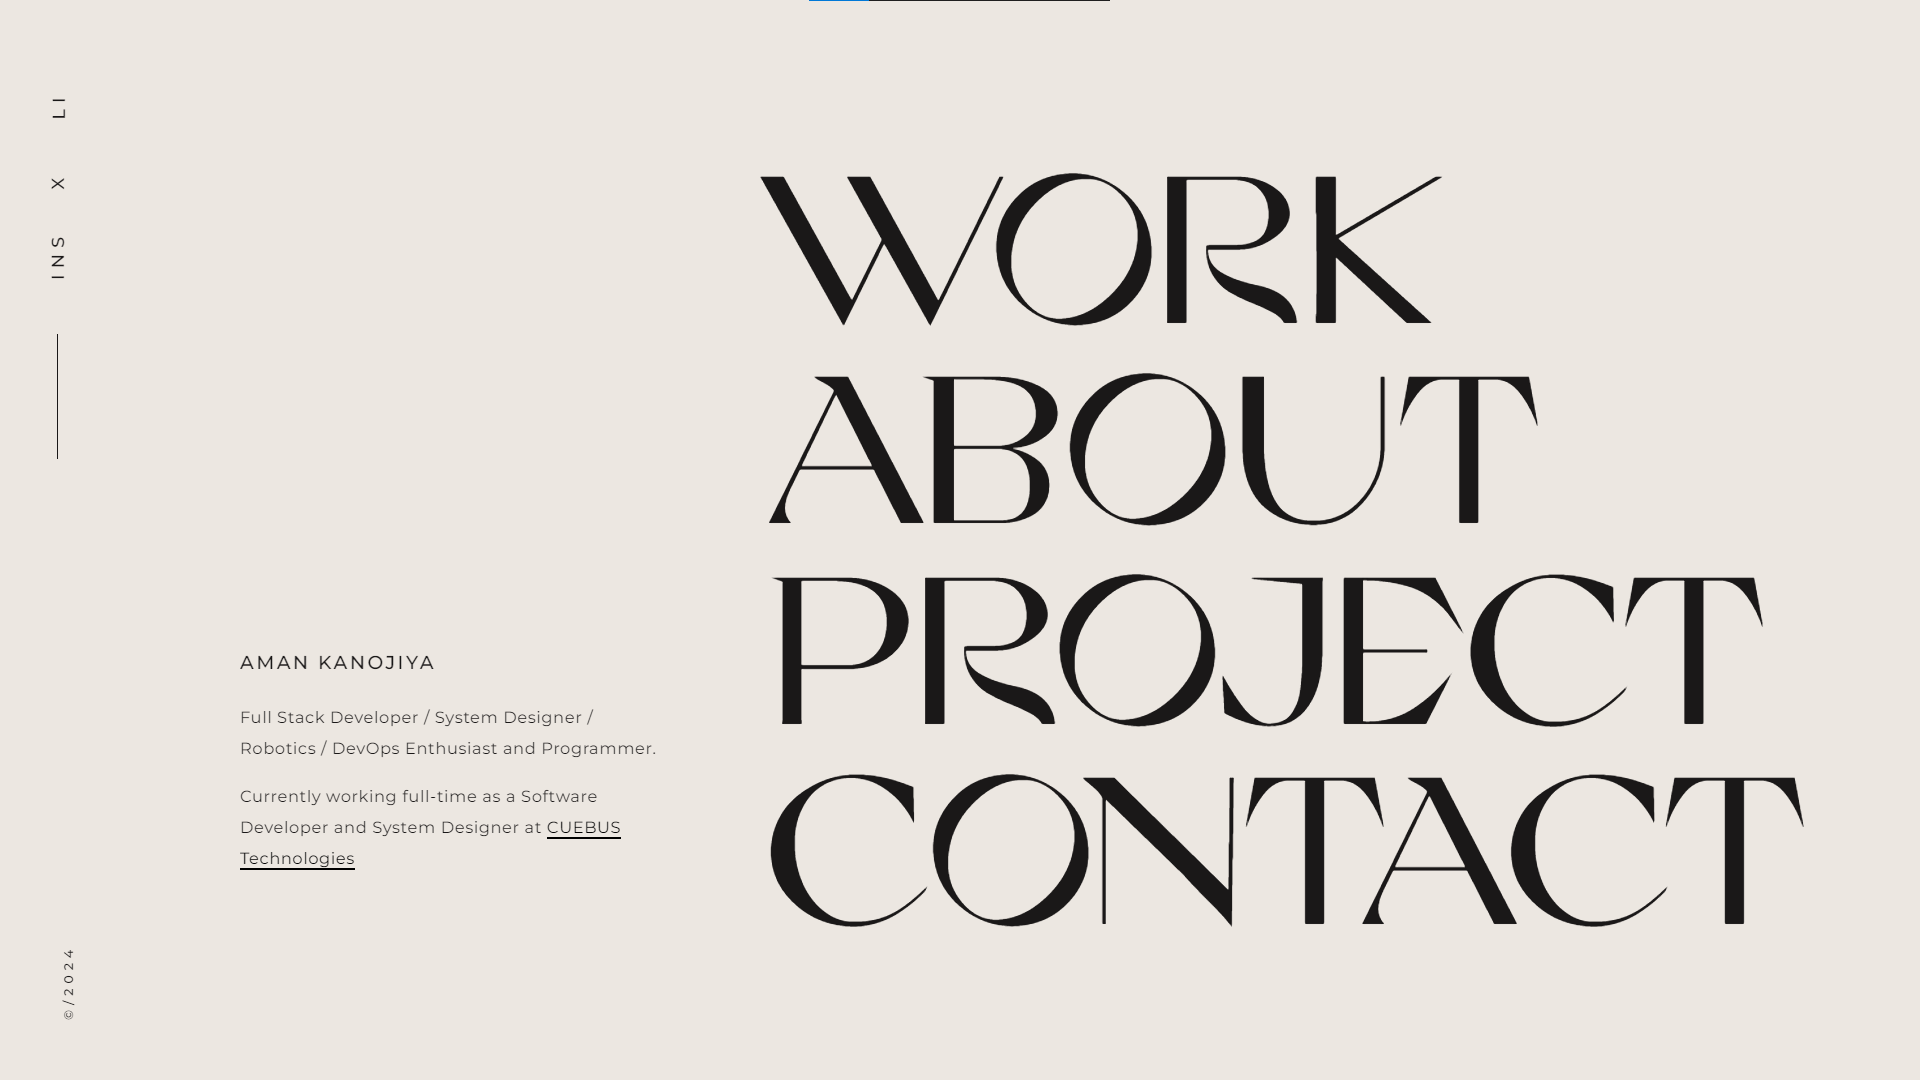 LI
X
INS
WORK
ABOUT
PROJECT
CONTACT
AMAN KANOJIYA
Full Stack Developer / System Designer /
Robotics / DevOps Enthusiast and Programmer.
Currently working full-time as a Software
Developer and System Designer at CUEBUS
Technologies
©/2024